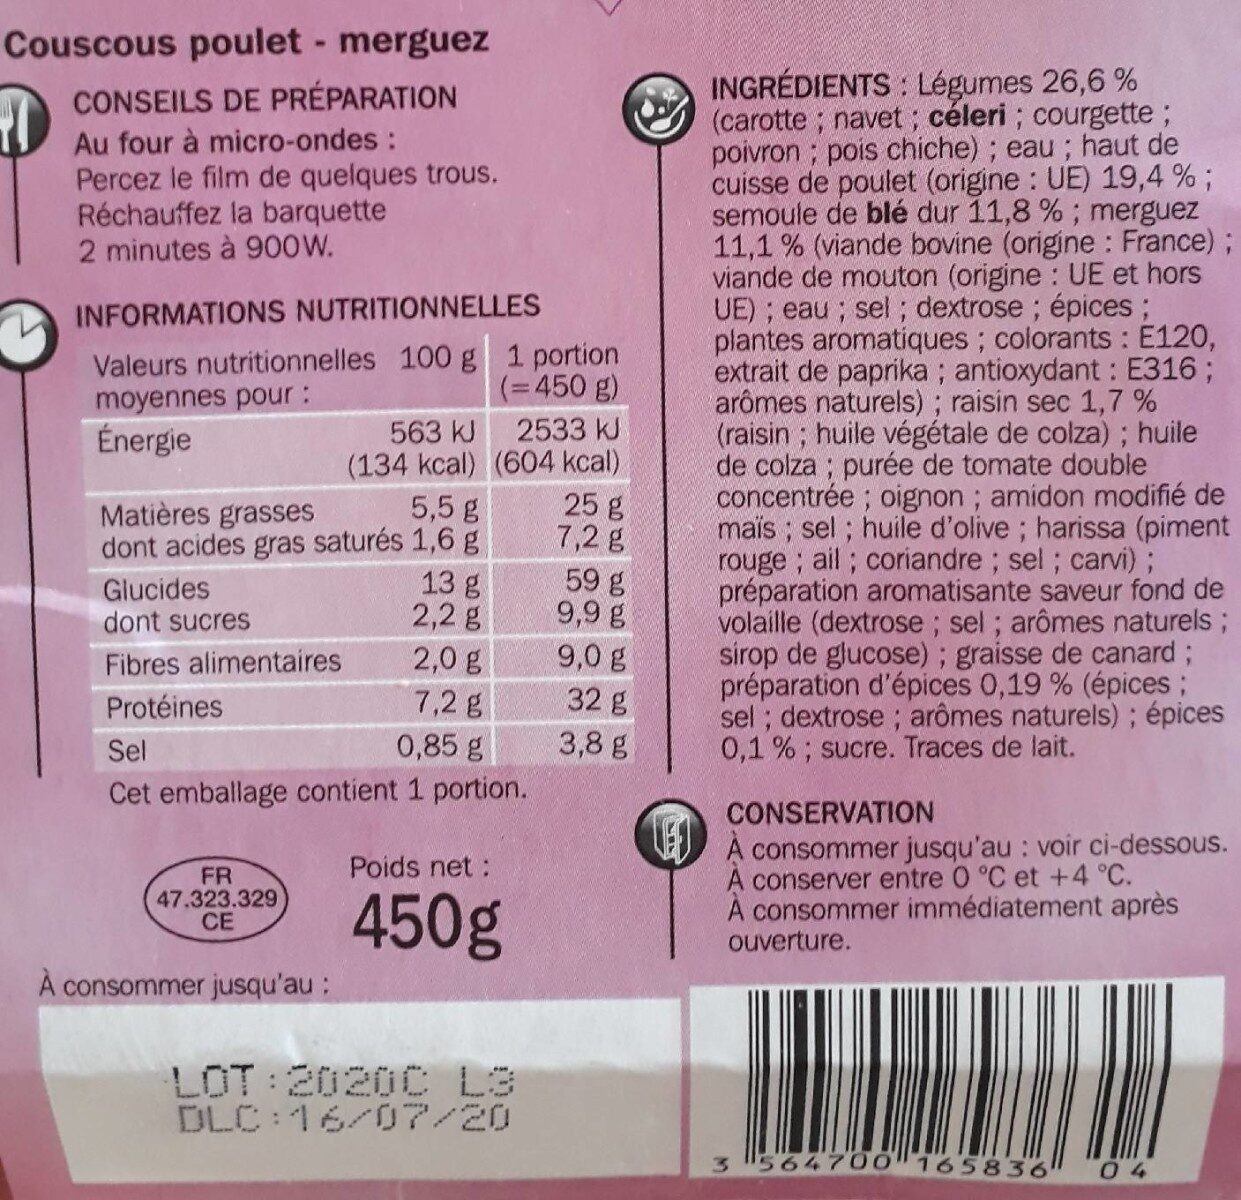 Couscous poulet - merguez
CONSEILS DE PRÉPARATION
Au four à micro-ondes :
Percez le film de quelques trous.
Réchauffez la barquette
2 minutes à 900W.
INFORMATIONS NUTRITIONNELLES
Valeurs nutritionnelles 100 g 1 portion
moyennes pour : (=450 g)
Énergie 563 kJ 2533 kJ
(134 kcal) (604 kcal)
Matières grasses 5,5 g 25 g
dont acides gras saturés 1,6 g 7,2 g
Glucides 13 g 59 g
dont sucres 2,2 g 9,9 g
Fibres alimentaires 2,0 g 9,0 g
Protéines 7,2 g 32 g
Sel 0,85 g 3,8 g
Cet emballage contient 1 portion.
FR
47.323.329
CE
Poids net :
450g
À consommer jusqu'au :
LOT : 2020C L3
DLC : 16/07/20
INGRÉDIENTS : Légumes 26,6 %
(carotte ; navet ; céleri ; courgette ;
poivron ; pois chiche) ; eau ; haut de
cuisse de poulet (origine : UE) 19,4 % ;
semoule de blé dur 11,8 % ; merguez
11,1 % (viande bovine (origine : France) ;
viande de mouton (origine : UE et hors
UE) ; eau ; sel ; dextrose ; épices ;
plantes aromatiques ; colorants : E120,
extrait de paprika ; antioxydant : E316 ;
arômes naturels) ; raisin sec 1,7 %
(raisin ; huile végétale de colza) ; huile
de colza ; purée de tomate double
concentrée ; oignon ; amidon modifié de
maïs ; sel ; huile d'olive ; harissa (piment
rouge ; ail ; coriandre ; sel ; carvi) ;
préparation aromatisante saveur fond de
volaille (dextrose ; sel ; arômes naturels ;
sirop de glucose) ; graisse de canard ;
préparation d'épices 0,19 % (épices ;
sel ; dextrose ; arômes naturels) ; épices
0,1 % ; sucre. Traces de lait.
CONSERVATION
À consommer jusqu'au : voir ci-dessous.
À conserver entre 0 °C et +4 °C.
À consommer immédiatement après
ouverture.
3 564700 165836 04